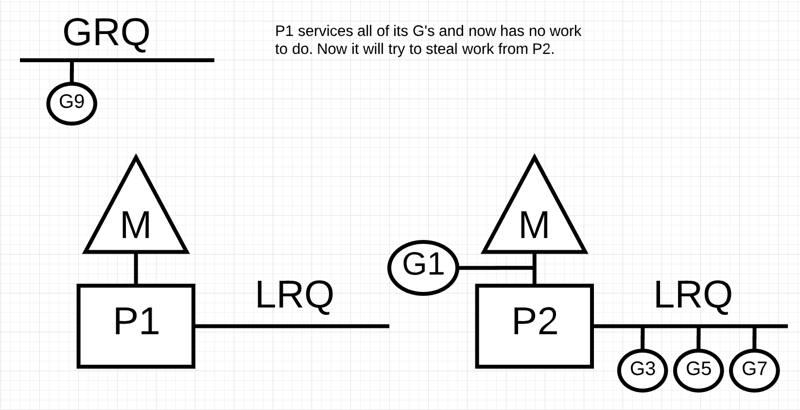 GRQ
P1 services all of its G's and now has no work
to do. Now it will try to steal work from P2.
G9
M
M
G1
P1
LRQ
P2
LRQ
G3
G5
G7